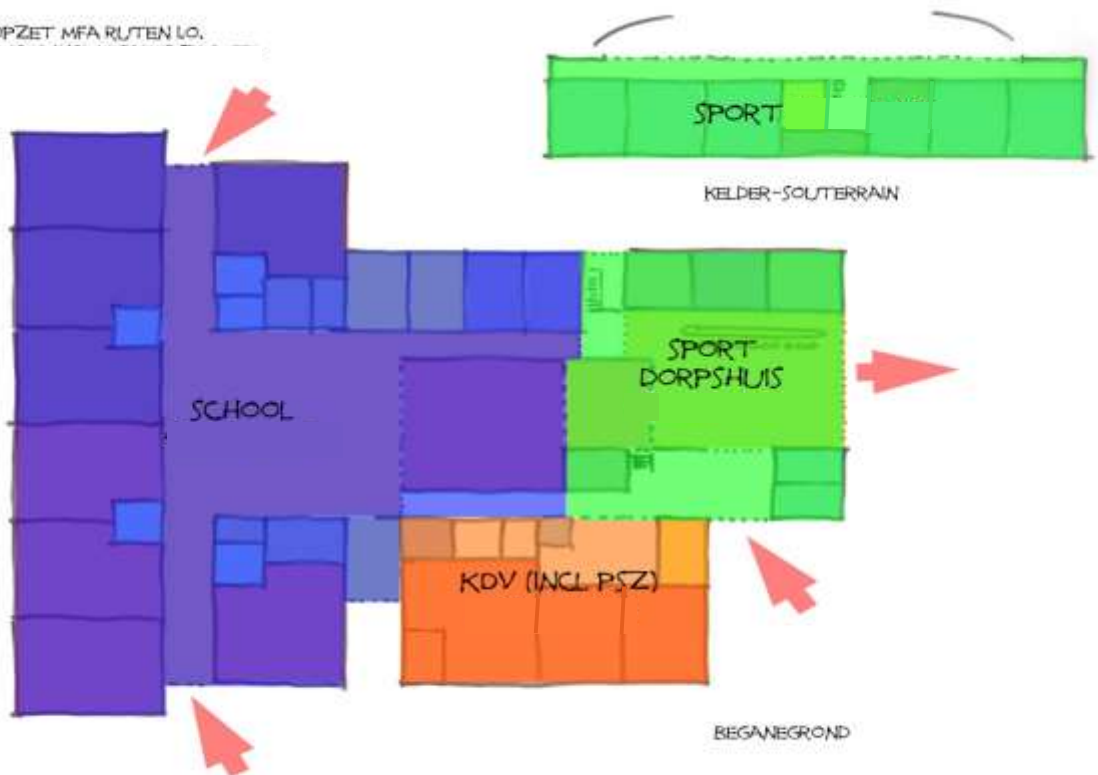 OPZET MFA RUTEN LO.
SPORT
KELDER-SOUTERRAIN
SPORT
DORPSHUIS
SCHOOL
KDV (INCL PSZ)
BEGANEGROND